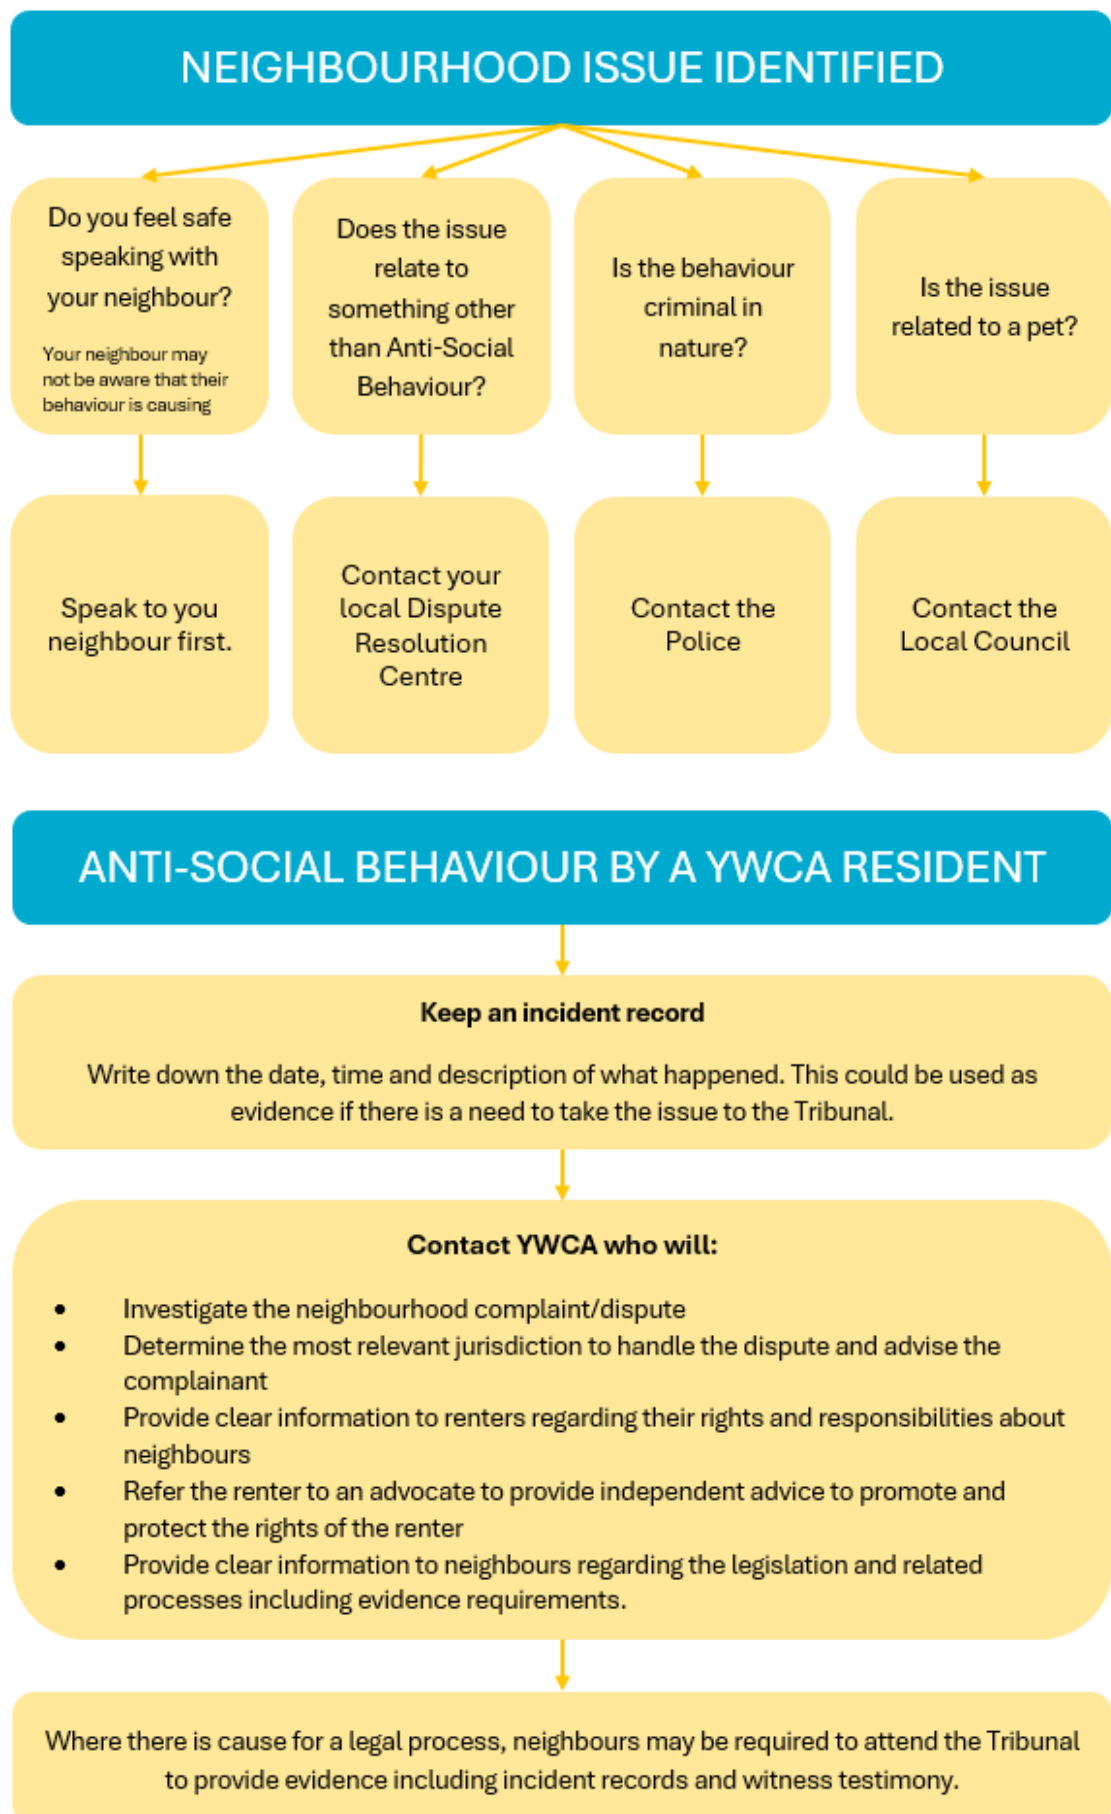 NEIGHBOURHOOD ISSUE IDENTIFIED
Do you feel safe
speaking with
your neighbour?
Your neighbour may
not be aware that their
behaviour is causing
Does the issue
relate to
something other
than Anti-Social
Behaviour?
Is the behaviour
criminal in
nature?
Is the issue
related to a pet?
Speak to you
neighbour first.
Contact your
local Dispute
Resolution
Centre
Contact the
Police
Contact the
Local Council
ANTI-SOCIAL BEHAVIOUR BY A YWCA RESIDENT
Keep an incident record
Write down the date, time and description of what happened. This could be used as
evidence if there is a need to take the issue to the Tribunal.
Contact YWCA who will:
• Investigate the neighbourhood complaint/dispute
• Determine the most relevant jurisdiction to handle the dispute and advise the
complainant
• Provide clear information to renters regarding their rights and responsibilities about
neighbours
• Refer the renter to an advocate to provide independent advice to promote and
protect the rights of the renter
• Provide clear information to neighbours regarding the legislation and related
processes including evidence requirements.
Where there is cause for a legal process, neighbours may be required to attend the Tribunal
to provide evidence including incident records and witness testimony.